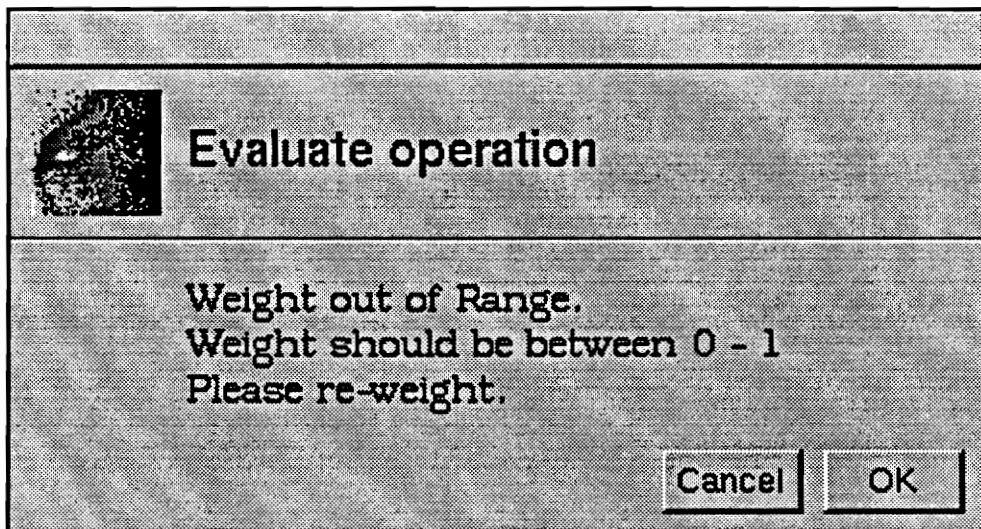 Evaluate operation
Weight out of Range.
Weight should be between 0 - 1
Please re-weight.
Cancel OK